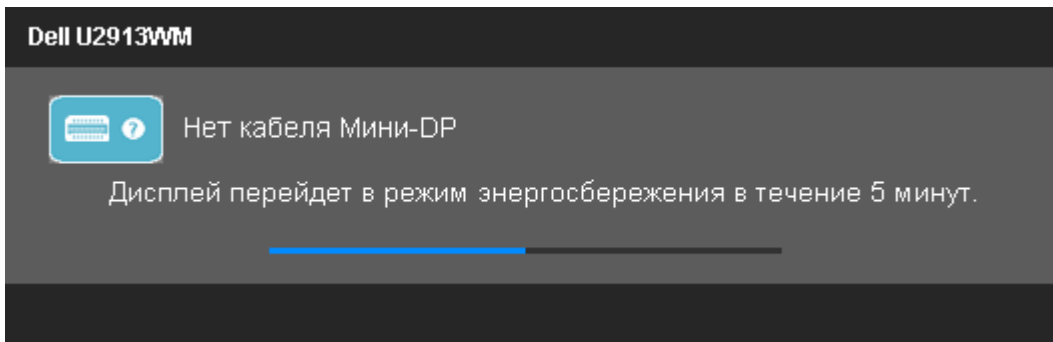 Dell U2913WM
Нет кабеля Мини-DP
Дисплей перейдет в режим энергосбережения в течение 5 минут.